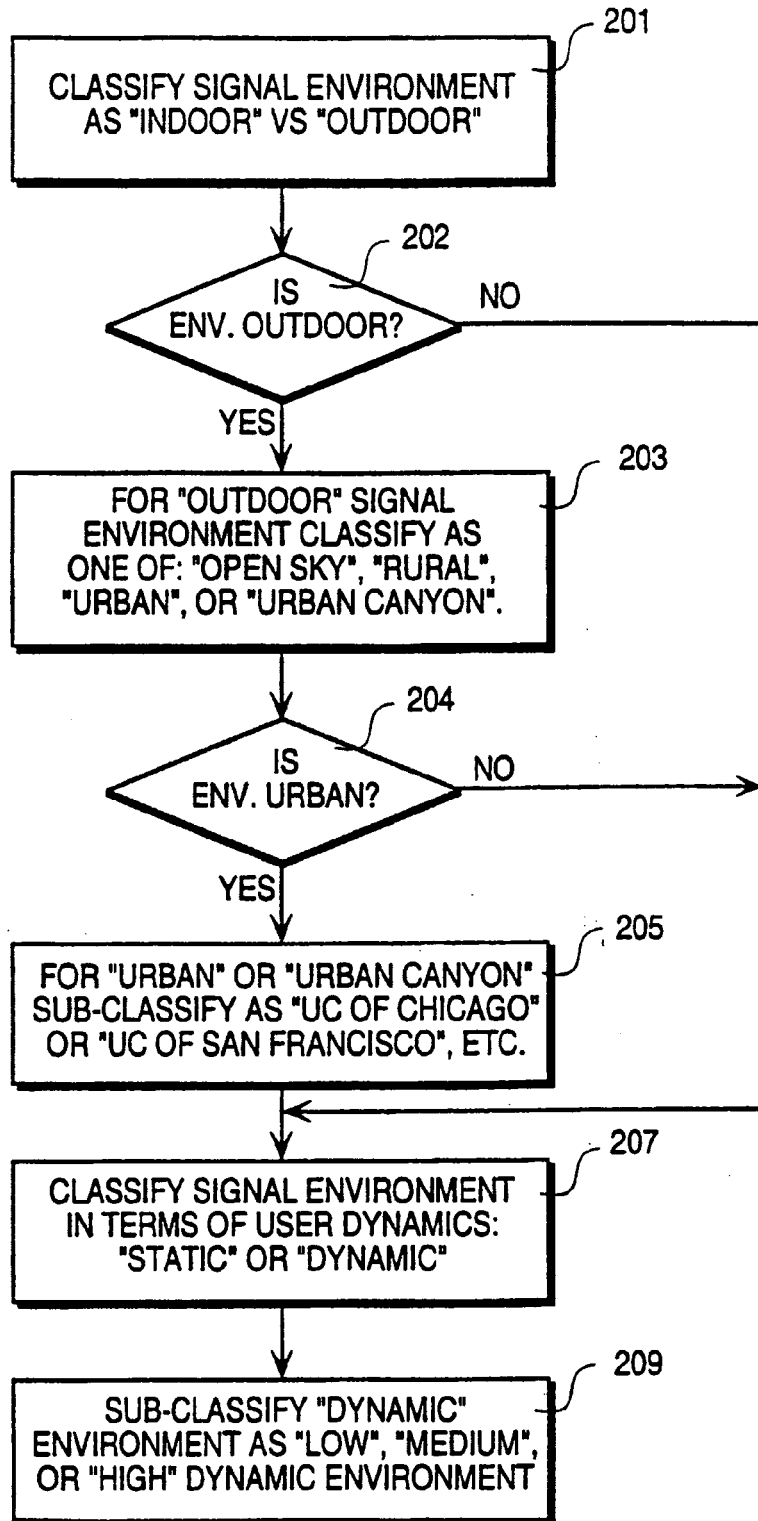 201
CLASSIFY SIGNAL ENVIRONMENT
AS "INDOOR" VS "OUTDOOR"
202
IS
ENV. OUTDOOR?
NO
YES
203
FOR "OUTDOOR" SIGNAL
ENVIRONMENT CLASSIFY AS
ONE OF: "OPEN SKY", "RURAL",
"URBAN", OR "URBAN CANYON".
204
IS
ENV. URBAN?
NO
YES
205
FOR "URBAN" OR "URBAN CANYON"
SUB-CLASSIFY AS "UC OF CHICAGO"
OR "UC OF SAN FRANCISCO", ETC.
207
CLASSIFY SIGNAL ENVIRONMENT
IN TERMS OF USER DYNAMICS:
"STATIC" OR "DYNAMIC"
209
SUB-CLASSIFY "DYNAMIC"
ENVIRONMENT AS "LOW", "MEDIUM",
OR "HIGH" DYNAMIC ENVIRONMENT